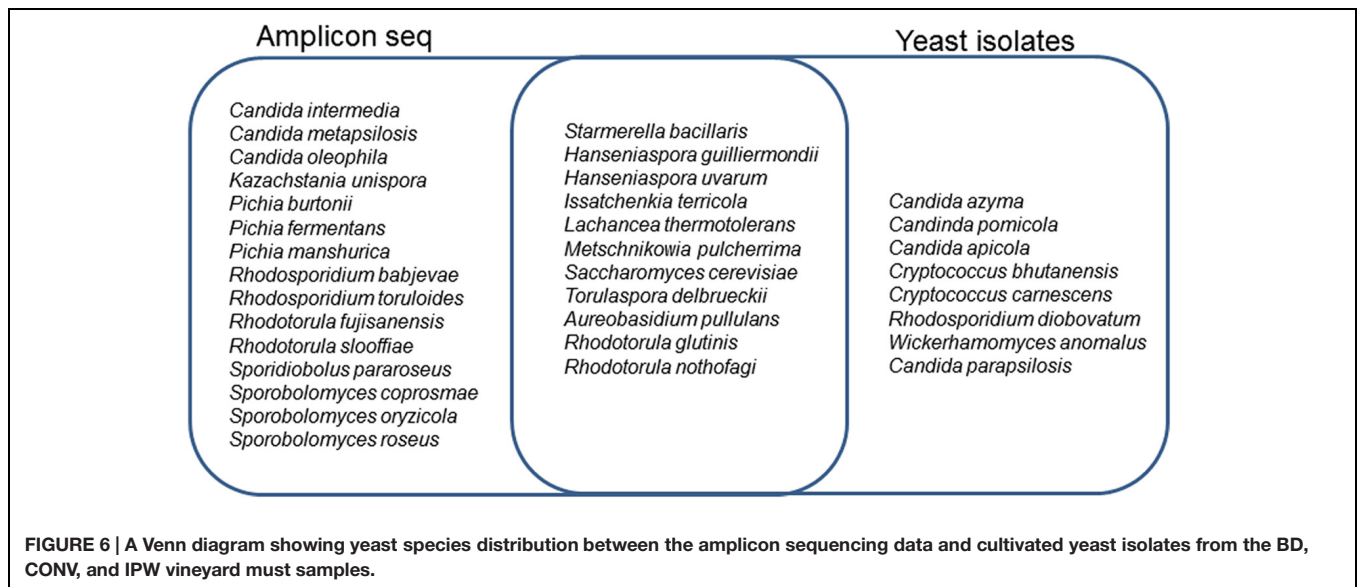 Amplicon seq
Yeast isolates
Candida intermedia
Candida metapsilosis
Candida oleophila
Kazachstania unispora
Pichia burtonii
Pichia fermentans
Pichia manshurica
Rhodosporidium babjevae
Rhodosporidium toruloides
Rhodotorula fujisanensis
Rhodotorula slooffiae
Sporidiobolus pararoseus
Sporobolomyces coprosmae
Sporobolomyces oryzicola
Sporobolomyces roseus
Starmerella bacillaris
Hanseniaspora guilliermondii
Hanseniaspora uvarum
Issatchenkia terricola
Lachancea thermotolerans
Metschnikowia pulcherrima
Saccharomyces cerevisiae
Torulaspora delbrueckii
Aureobasidium pullulans
Rhodotorula glutinis
Rhodotorula nothofagi
Candida azyma
Candinda pomicola
Candida apicola
Cryptococcus bhutanensis
Cryptococcus carnescens
Rhodosporidium diobovatum
Wickerhamomyces anomalus
Candida parapsilosis
FIGURE 6 | A Venn diagram showing yeast species distribution between the amplicon sequencing data and cultivated yeast isolates from the BD,
CONV, and IPW vineyard must samples.